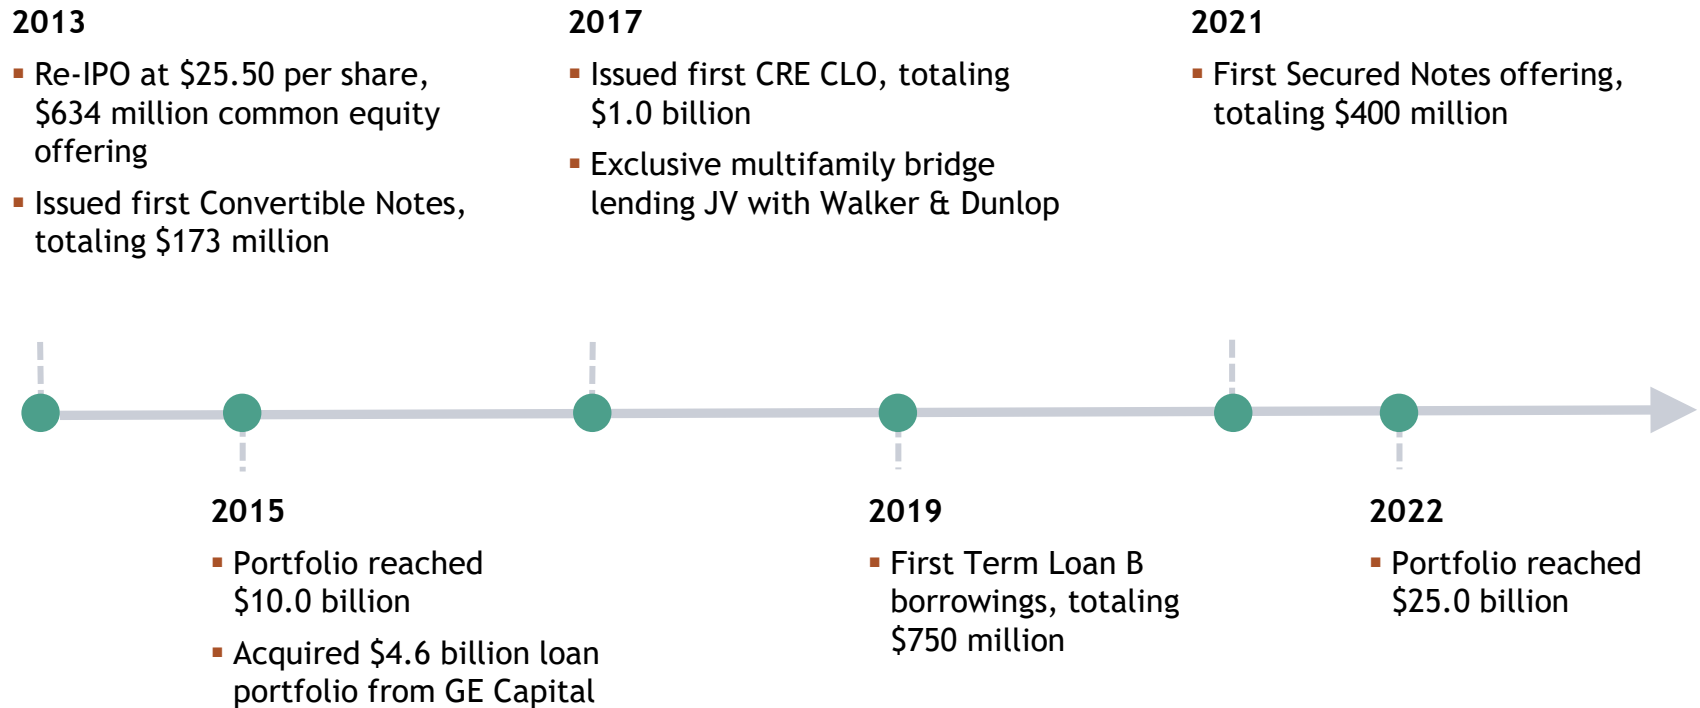 2013
▪ Re-IPO at $25.50 per share,
$634 million common equity
offering
▪ Issued first Convertible Notes,
totaling $173 million
2017
▪ Issued first CRE CLO, totaling
$1.0 billion
▪ Exclusive multifamily bridge
lending JV with Walker & Dunlop
2021
▪ First Secured Notes offering,
totaling $400 million
2015
▪ Portfolio reached
$10.0 billion
▪ Acquired $4.6 billion loan
portfolio from GE Capital
2019
▪ First Term Loan B
borrowings, totaling
$750 million
2022
▪ Portfolio reached
$25.0 billion